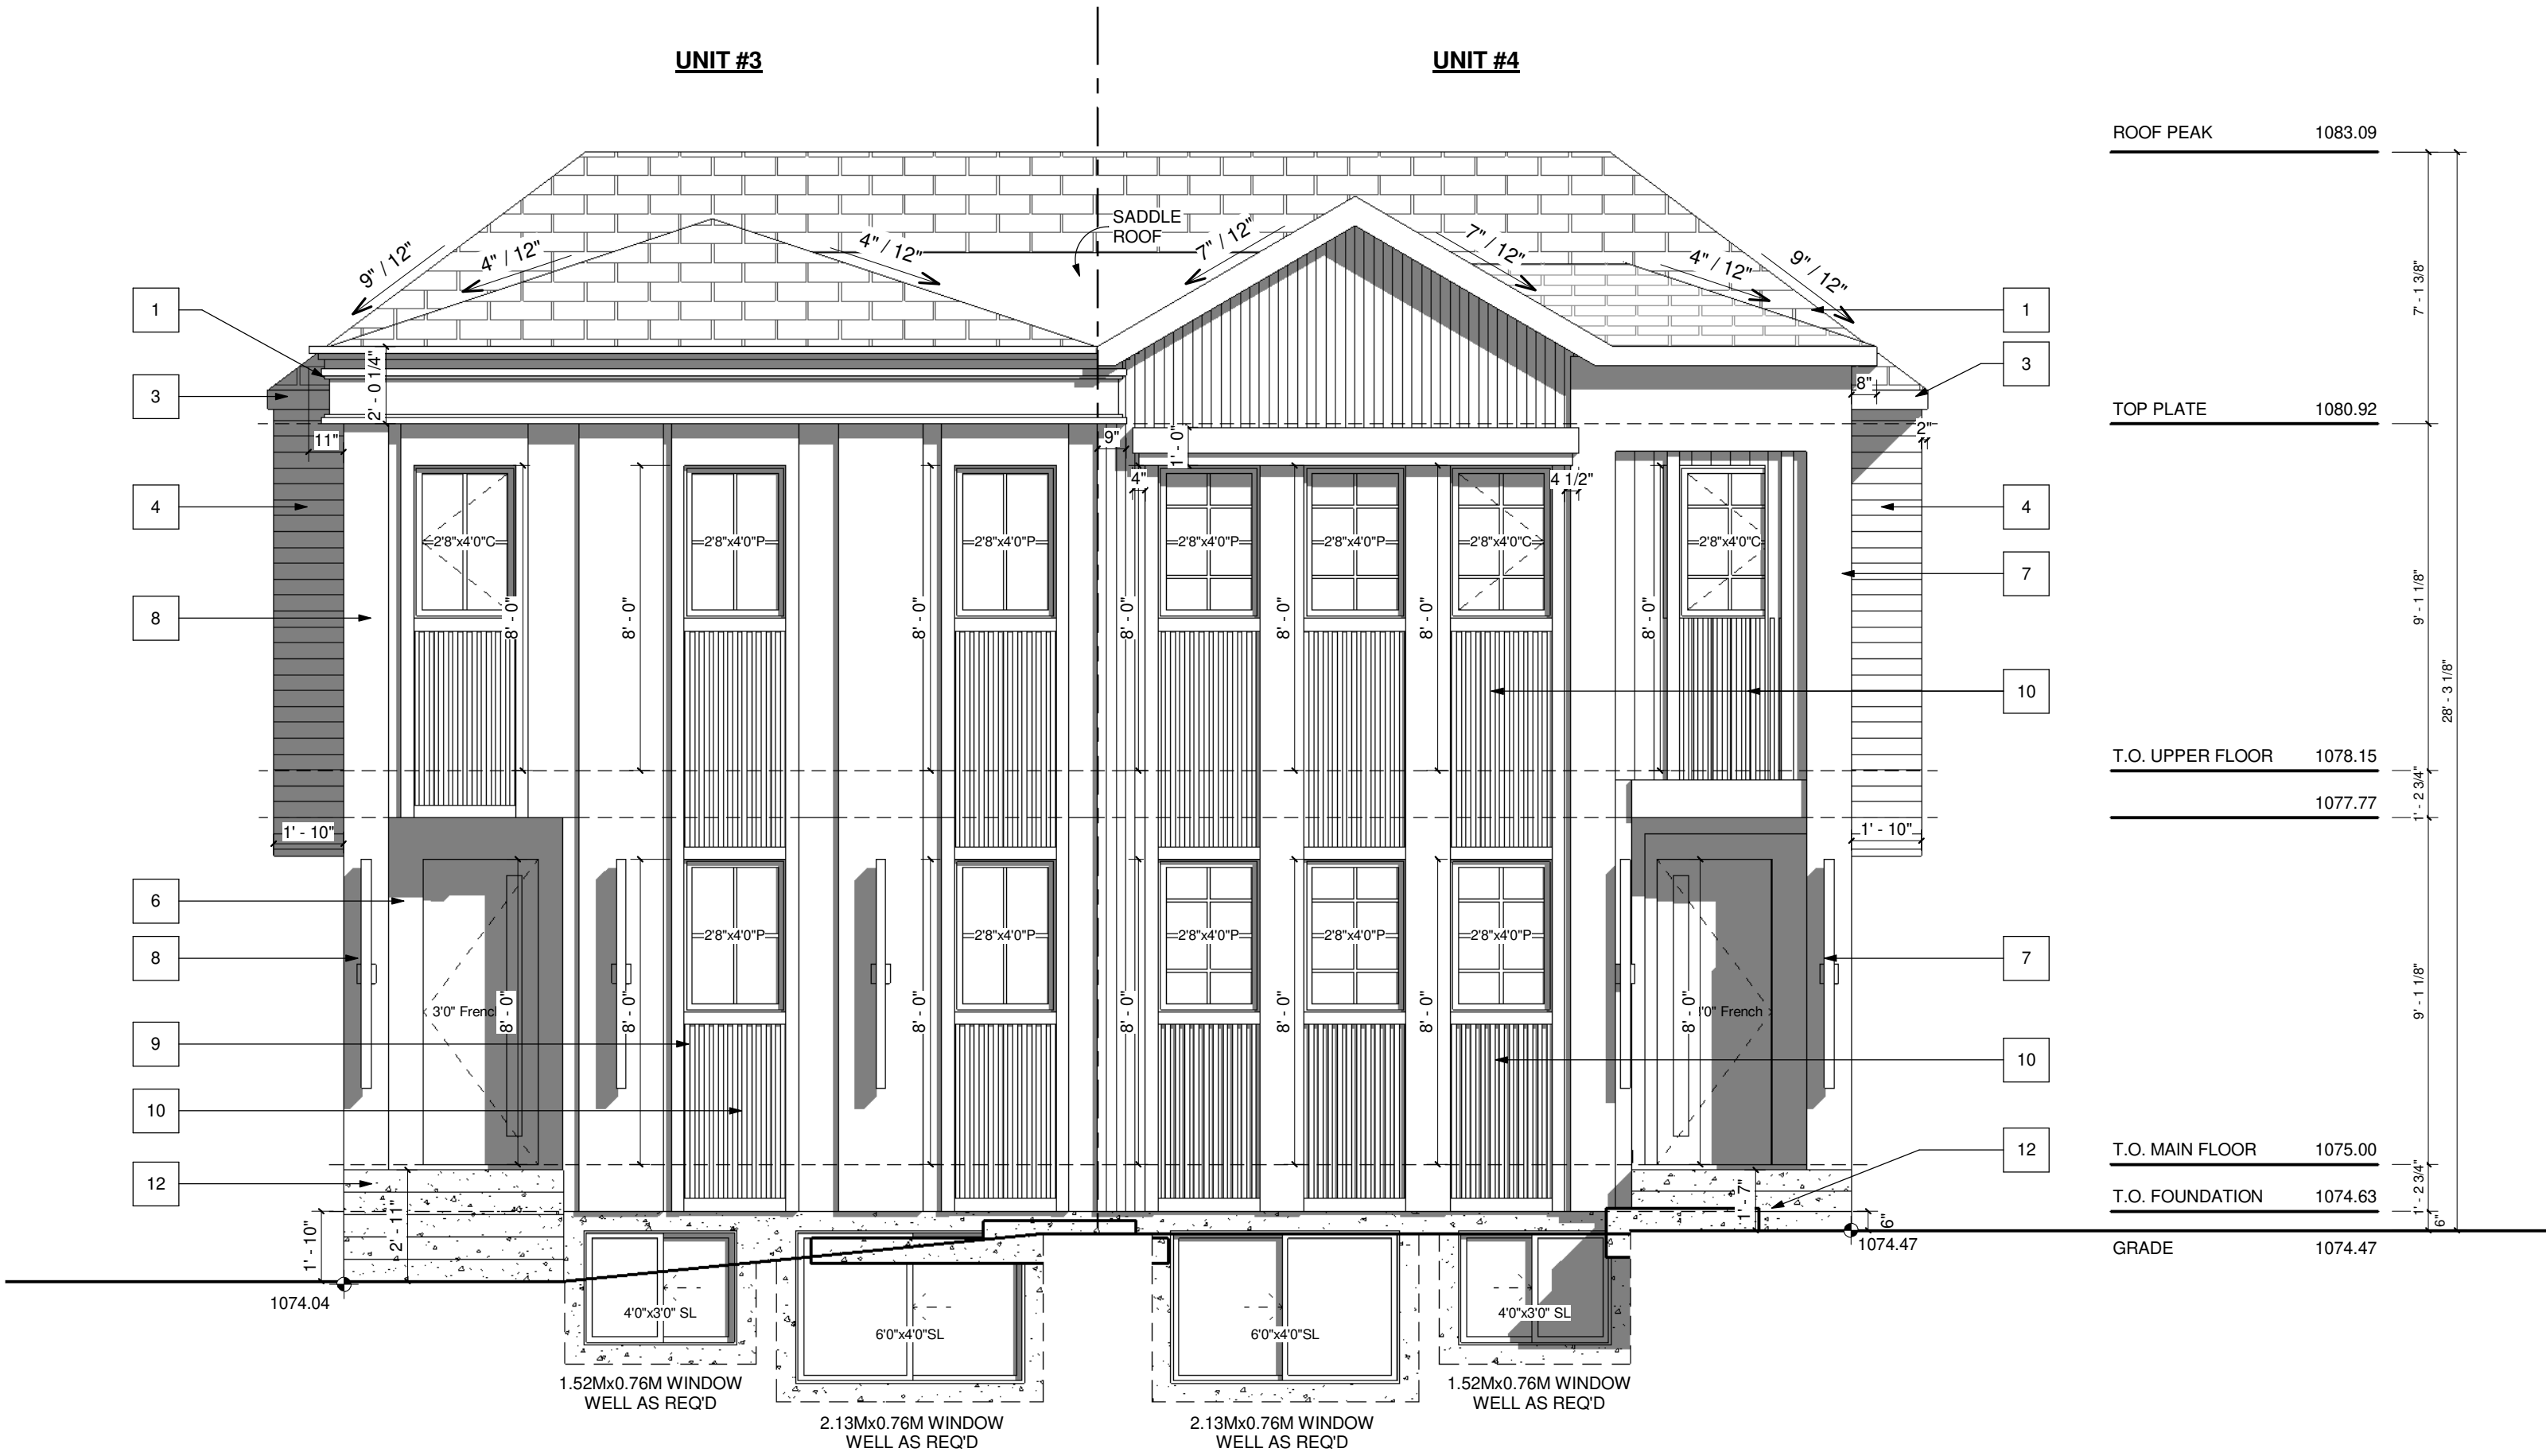 UNIT #3
UNIT #4
ROOF PEAK 1083.09
SADDLE
ROOF
9" / 12"
4" / 12"
4" / 12"
7" / 12"
7" / 12"
4" / 12"
9" / 12"
7' - 1 3/8"
1
1
2' - 0 1/4"
3
3
8"
TOP PLATE 1080.92
11"
9"
1' - 0"
2"
4"
4 1/2"
4
4
2'8"x4'0"C
2'8"x4'0"P
2'8"x4'0"P
2'8"x4'0"P
2'8"x4'0"P
2'8"x4'0"C
2'8"x4'0"C
7
9' - 1 1/8"
8
8' - 0"
8' - 0"
8' - 0"
8' - 0"
8' - 0"
8' - 0"
8' - 0"
10
28' - 3 1/8"
T.O. UPPER FLOOR 1078.15
1' - 2 3/4"
1077.77
1' - 10"
1' - 10"
6
2'8"x4'0"P
2'8"x4'0"P
2'8"x4'0"P
2'8"x4'0"P
2'8"x4'0"P
8
7
9' - 1 1/8"
3'0" French
8' - 0"
8' - 0"
8' - 0"
8' - 0"
8' - 0"
8' - 0"
8' - 0"
'0" French
9
10
10
12
T.O. MAIN FLOOR 1075.00
12
1' - 2 3/4"
T.O. FOUNDATION 1074.63
1' - 10"
2' - 11"
1' - 7"
6"
6"
1074.47
GRADE 1074.47
1074.04
4'0"x3'0" SL
6'0"x4'0"SL
6'0"x4'0"SL
4'0"x3'0" SL
1.52Mx0.76M WINDOW
WELL AS REQ'D
2.13Mx0.76M WINDOW
WELL AS REQ'D
2.13Mx0.76M WINDOW
WELL AS REQ'D
1.52Mx0.76M WINDOW
WELL AS REQ'D